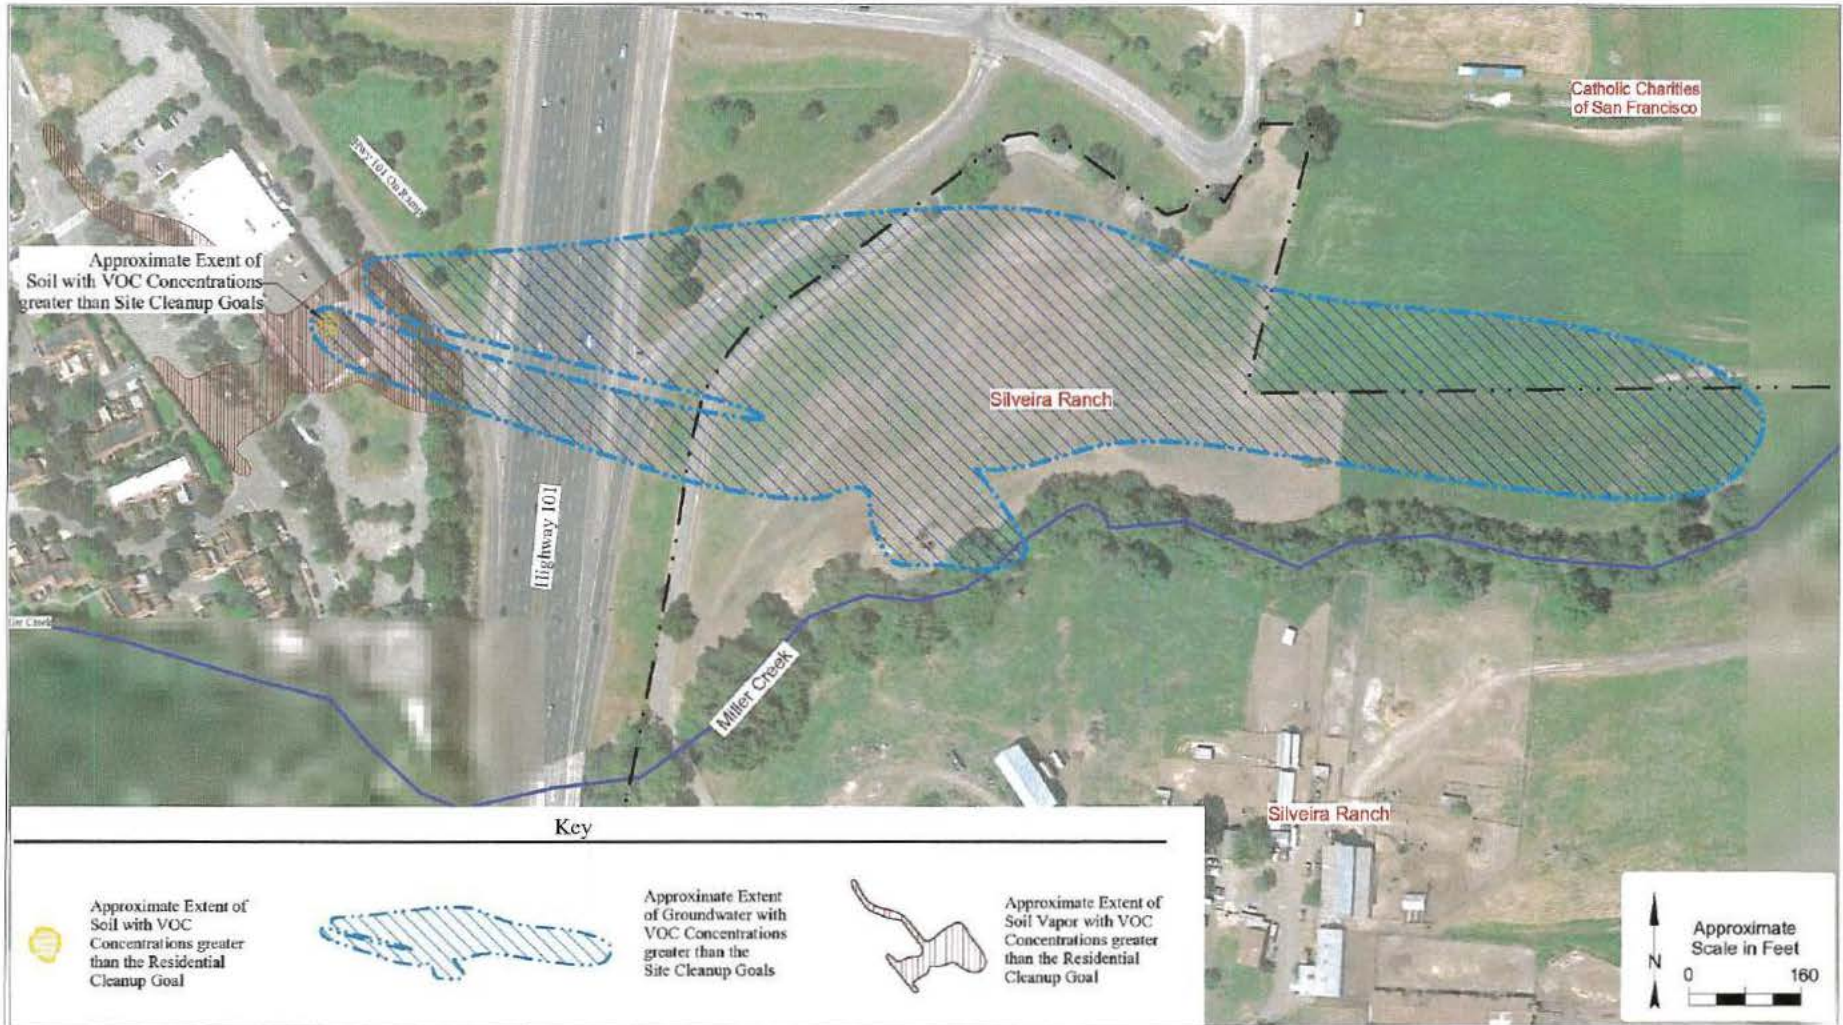 Catholic Charities
of San Francisco
Hwy 101 On Ramp
Approximate Exent of
Soil with VOC Concentrations
greater than Site Cleanup Goals
Silveira Ranch
Highway 101
Miller Creek
Silveira Ranch
Key
Approximate Extent of
Soil with VOC
Concentrations greater
than the Residential
Cleanup Goal
Approximate Extent
of Groundwater with
VOC Concentrations
greater than the
Site Cleanup Goals
Approximate Extent of
Soil Vapor with VOC
Concentrations greater
than the Residential
Cleanup Goal
N
Approximate
Scale in Feet
0 160